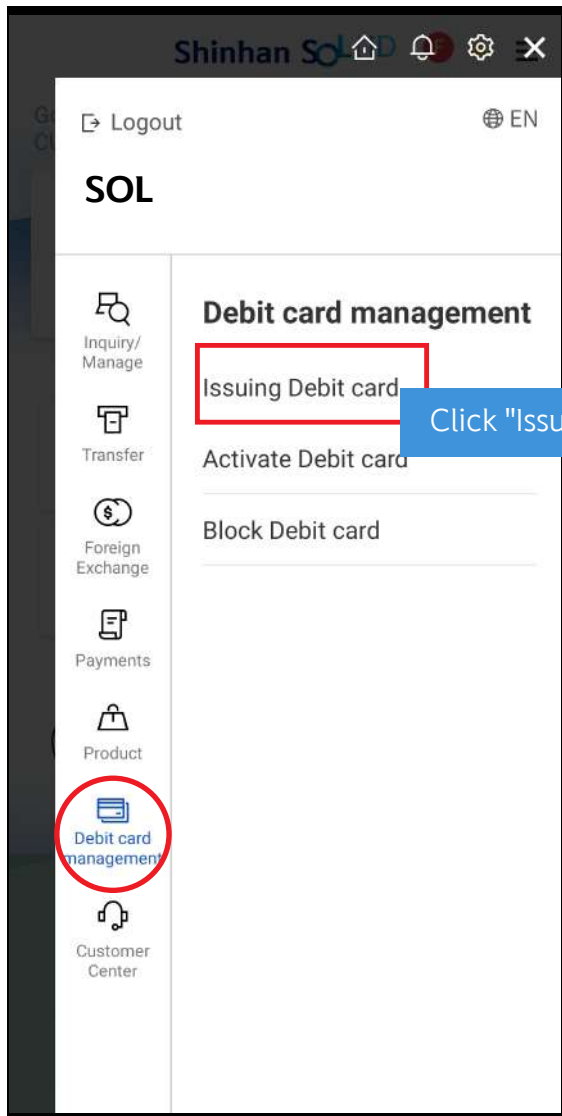 Shinhan SOL
Logout
EN
SOL
Inquiry/
Manage
Transfer
Foreign
Exchange
Payments
Product
Debit card
management
Customer
Center
Debit card management
Issuing Debit card
Click "Issu
Activate Debit card
Block Debit card